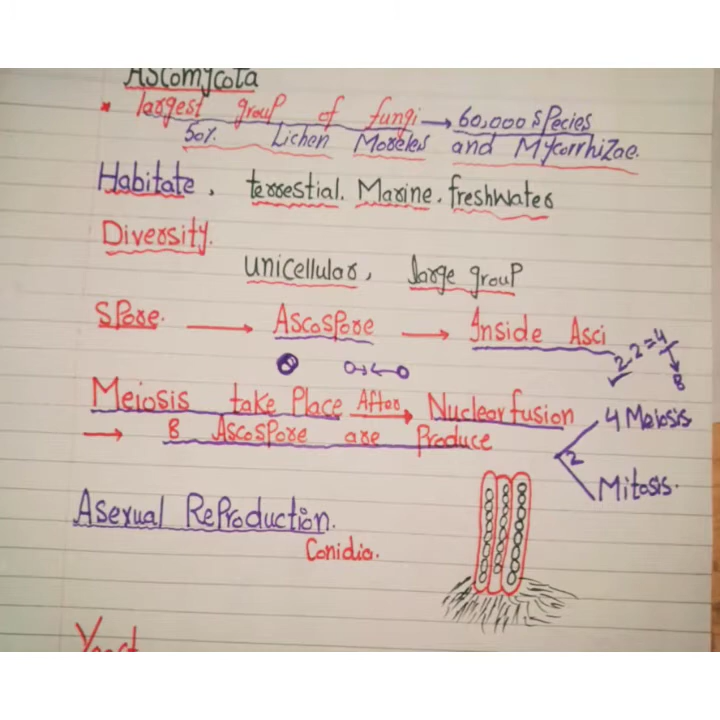 Ascomycota
* largest group of fungi → 60,000 species
50% Lichen Moreles and Mycorrhizae.
Habitate, terrestial. Marine. freshwater
Diversity.
unicellular, large group
Spore. → Ascospore → Inside Asci
2 2=4
8
Meiosis take Place After → Nuclear fusion
→ 8 Ascospore are Produce
4 Meiosis
2
Mitosis.
Asexual Reproduction.
Conidia.
Yeast